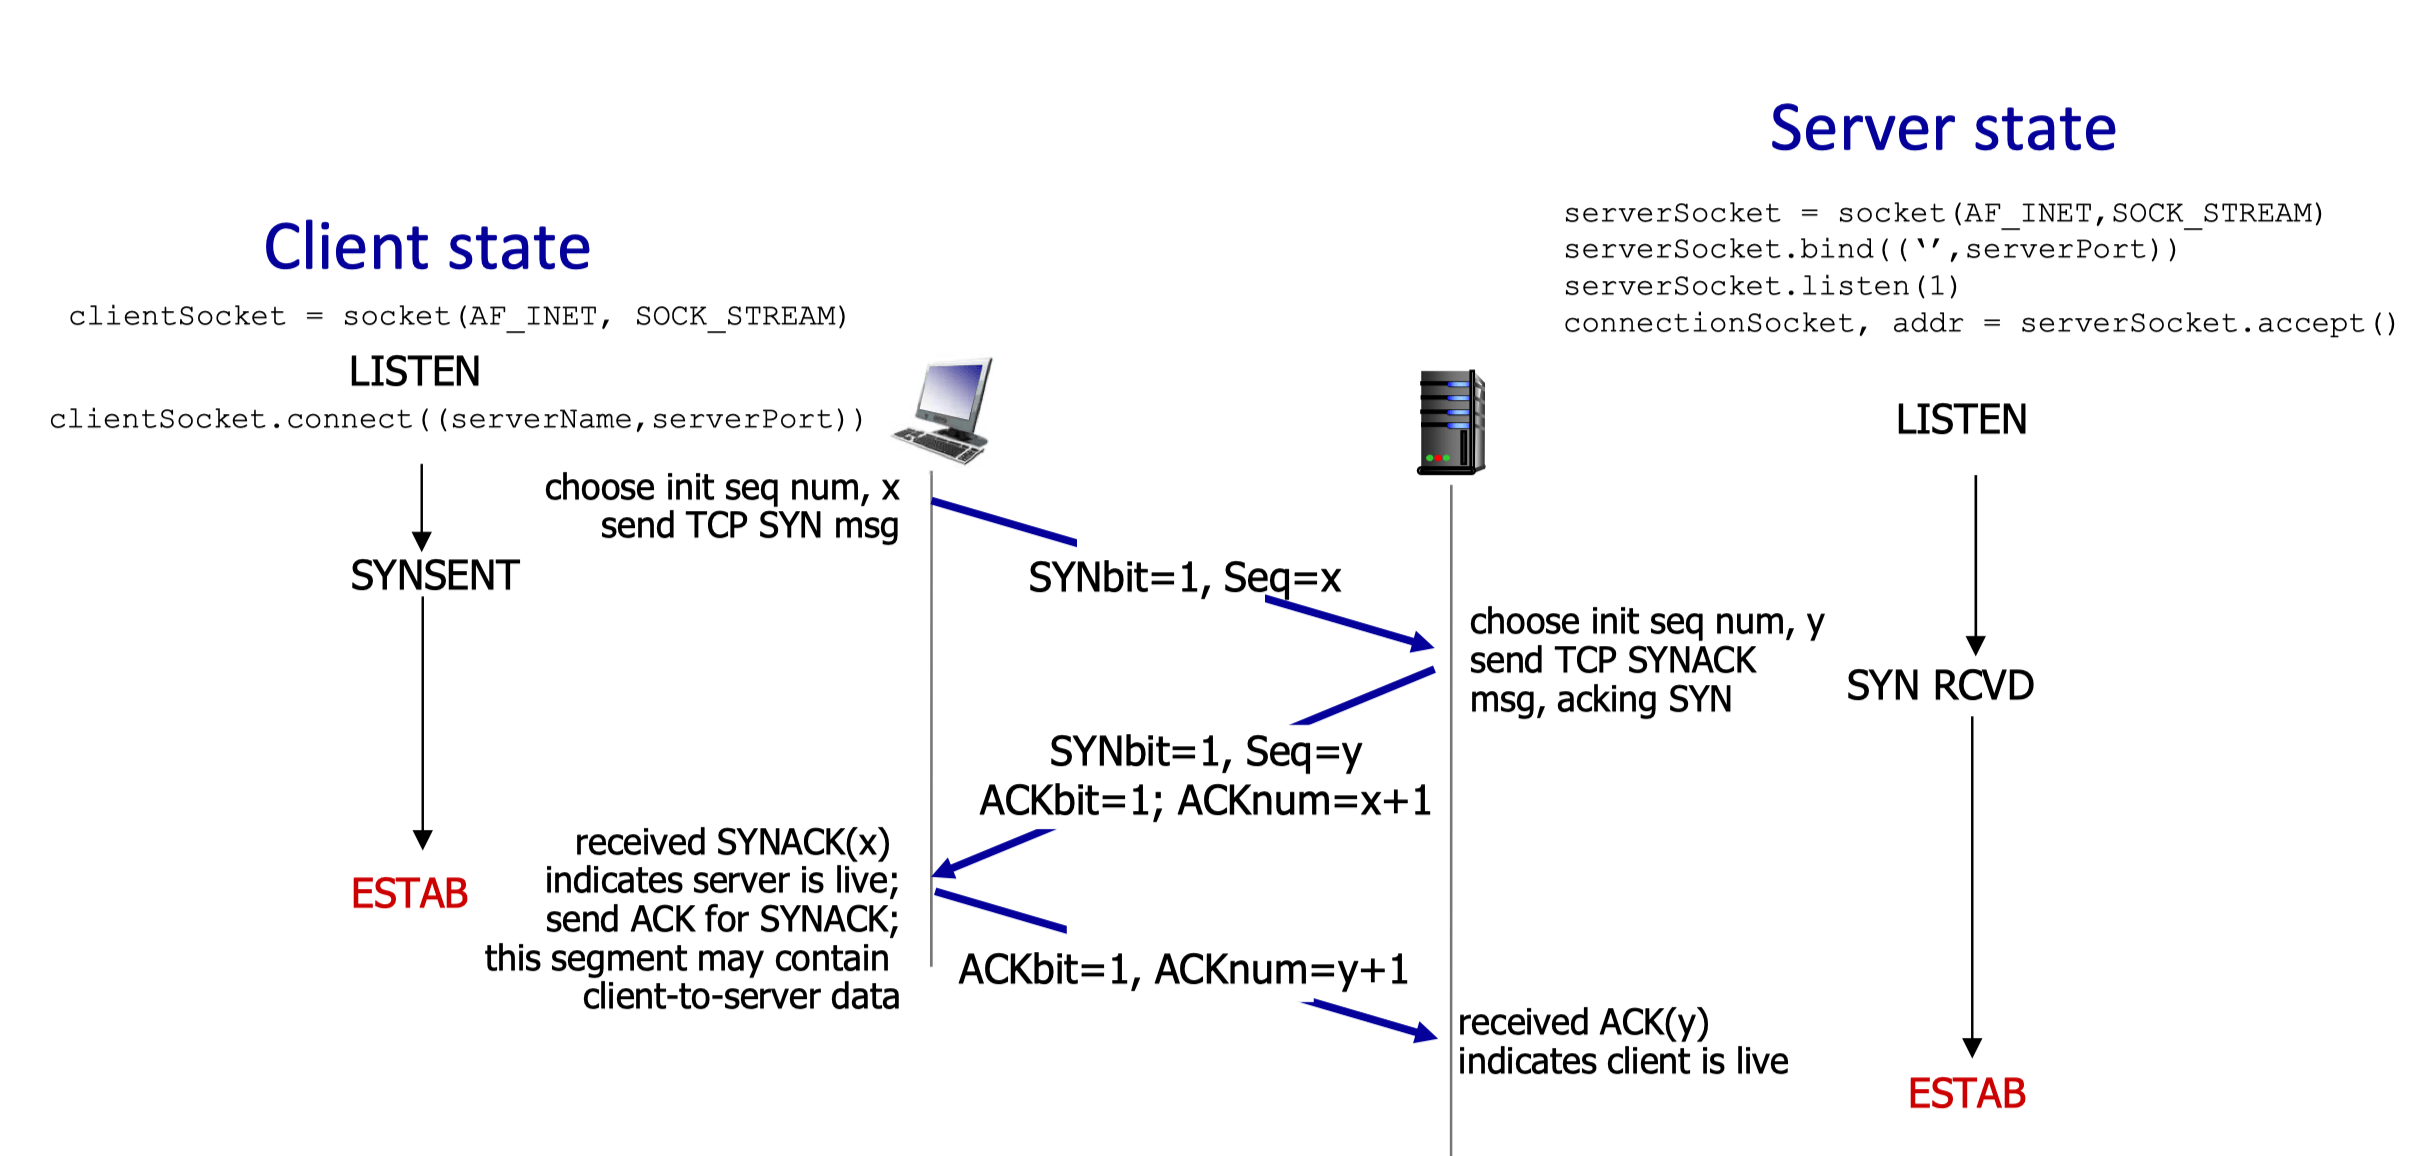 Server state
serverSocket = socket(AF_INET,SOCK_STREAM)
serverSocket.bind((‘’,serverPort))
serverSocket.listen(1)
connectionSocket, addr = serverSocket.accept()
Client state
clientSocket = socket(AF_INET, SOCK_STREAM)
LISTEN
clientSocket.connect((serverName,serverPort))
LISTEN
choose init seq num, x
send TCP SYN msg
SYNSENT
SYNbit=1, Seq=x
choose init seq num, y
send TCP SYNACK
msg, acking SYN
SYN RCVD
SYNbit=1, Seq=y
ACKbit=1; ACKnum=x+1
received SYNACK(x)
indicates server is live;
send ACK for SYNACK;
this segment may contain
client-to-server data
ESTAB
ACKbit=1, ACKnum=y+1
received ACK(y)
indicates client is live
ESTAB